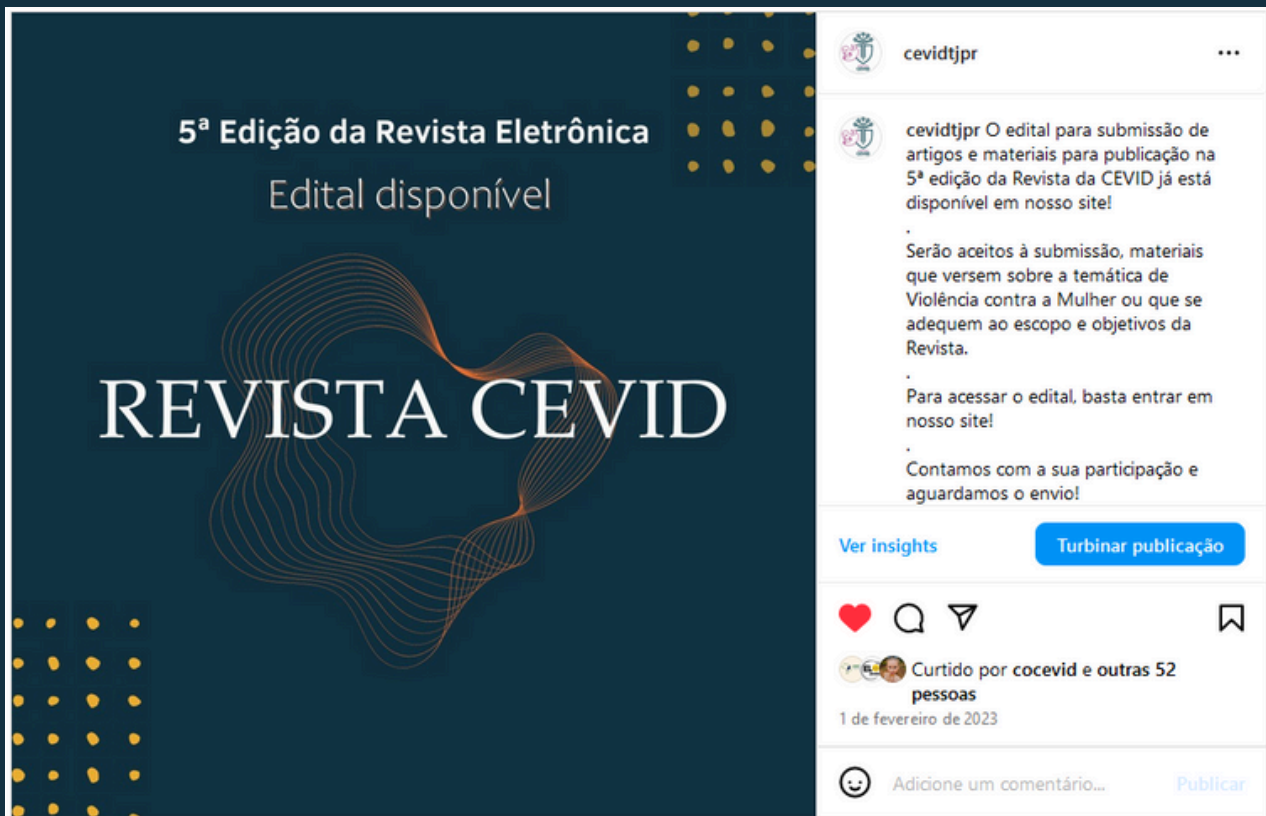 5ª Edição da Revista Eletrônica
Edital disponível
REVISTA CEVID
cevidtjpr
cevidtjpr O edital para submissão de
artigos e materiais para publicação na
5ª edição da Revista da CEVID já está
disponível em nosso site!
.
Serão aceitos à submissão, materiais
que versem sobre a temática de
Violência contra a Mulher ou que se
adequem ao escopo e objetivos da
Revista.
.
Para acessar o edital, basta entrar em
nosso site!
.
Contamos com a sua participação e
aguardamos o envio!
Ver insights
Turbinar publicação
Curtido por cocevid e outras 52
pessoas
1 de fevereiro de 2023
Adicione um comentário...
Publicar